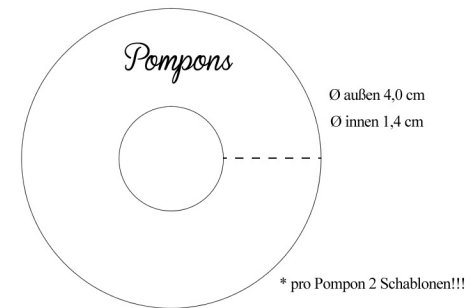 Pompons
Ø außen 4,0 cm
Ø innen 1,4 cm
* pro Pompon 2 Schablonen!!!